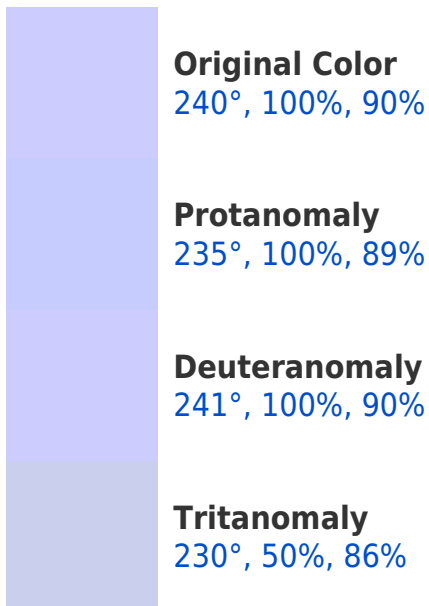 Original Color
240°, 100%, 90%
Protanomaly
235°, 100%, 89%
Deuteranomaly
241°, 100%, 90%
Tritanomaly
230°, 50%, 86%